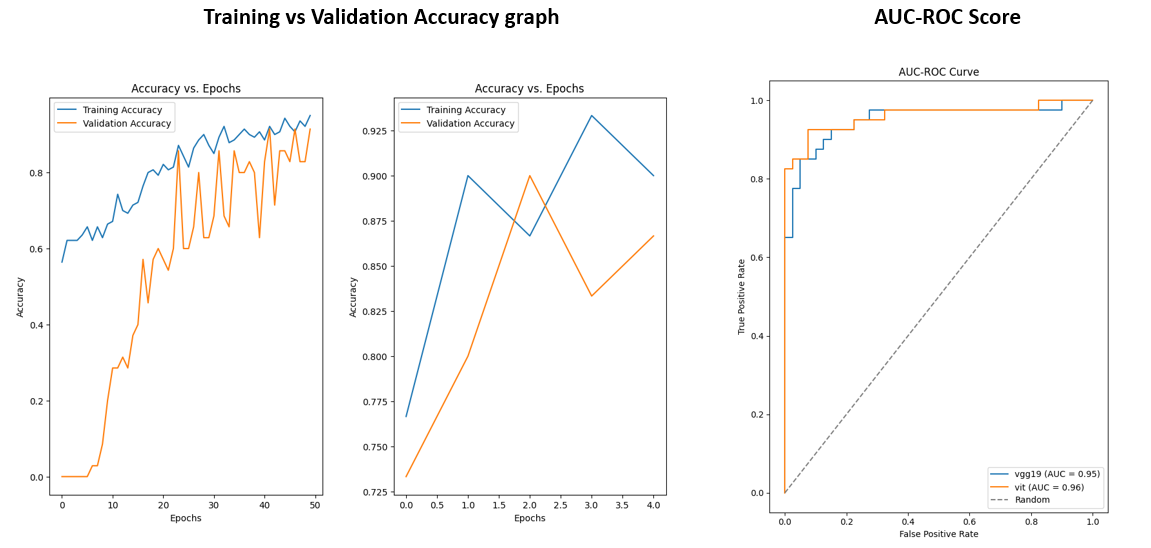 Training vs Validation Accuracy graph
AUC-ROC Score
Accuracy vs. Epochs
Training Accuracy
Validation Accuracy
0.8
0.6
0.4
0.2
0.0
Accuracy
0 10 20 30 40 50
Epochs
Accuracy vs. Epochs
Training Accuracy
Validation Accuracy
0.925
0.900
0.875
0.850
0.825
0.800
0.775
0.750
0.725
Accuracy
0.0 0.5 1.0 1.5 2.0 2.5 3.0 3.5 4.0
Epochs
AUC-ROC Curve
1.0
0.8
0.6
0.4
0.2
0.0
True Positive Rate
vgg19 (AUC = 0.95)
vit (AUC = 0.96)
Random
0.0 0.2 0.4 0.6 0.8 1.0
False Positive Rate